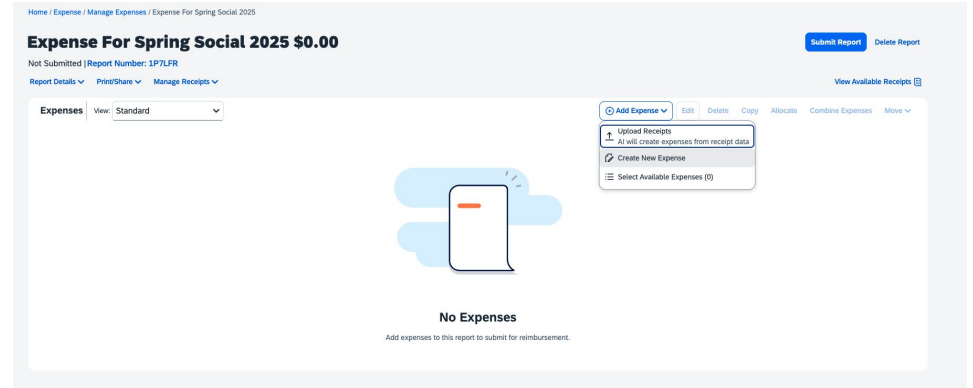 Home / Expense / Manage Expenses / Expense For Spring Social 2025
Expense For Spring Social 2025 $0.00
Submit Report Delete Report
Not Submitted | Report Number: 1P7LFR
Report Details Print/Share Manage Receipts
View Available Receipts
Expenses View: Standard
Add Expense Edit Delete Copy Allocate Combine Expenses Move
Upload Receipts
AI will create expenses from receipt data
Create New Expense
Select Available Expenses (0)
No Expenses
Add expenses to this report to submit for reimbursement.